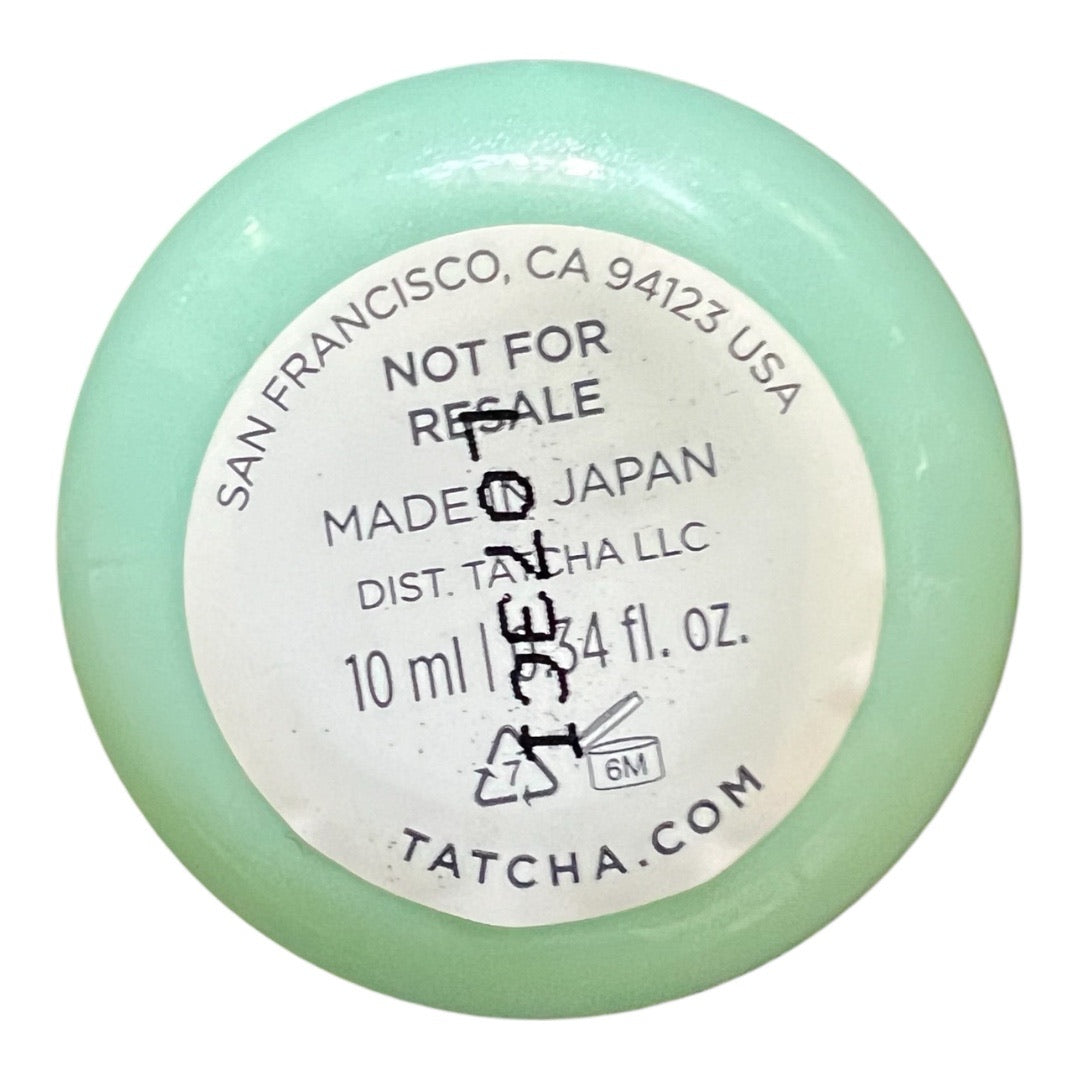 SAN FRANCISCO, CA 94123 USA
NOT FOR
RESALE
MADE IN JAPAN
DIST. TATCHA LLC
10 ml | 0.34 fl. oz.
7 6M
TATCHA.COM